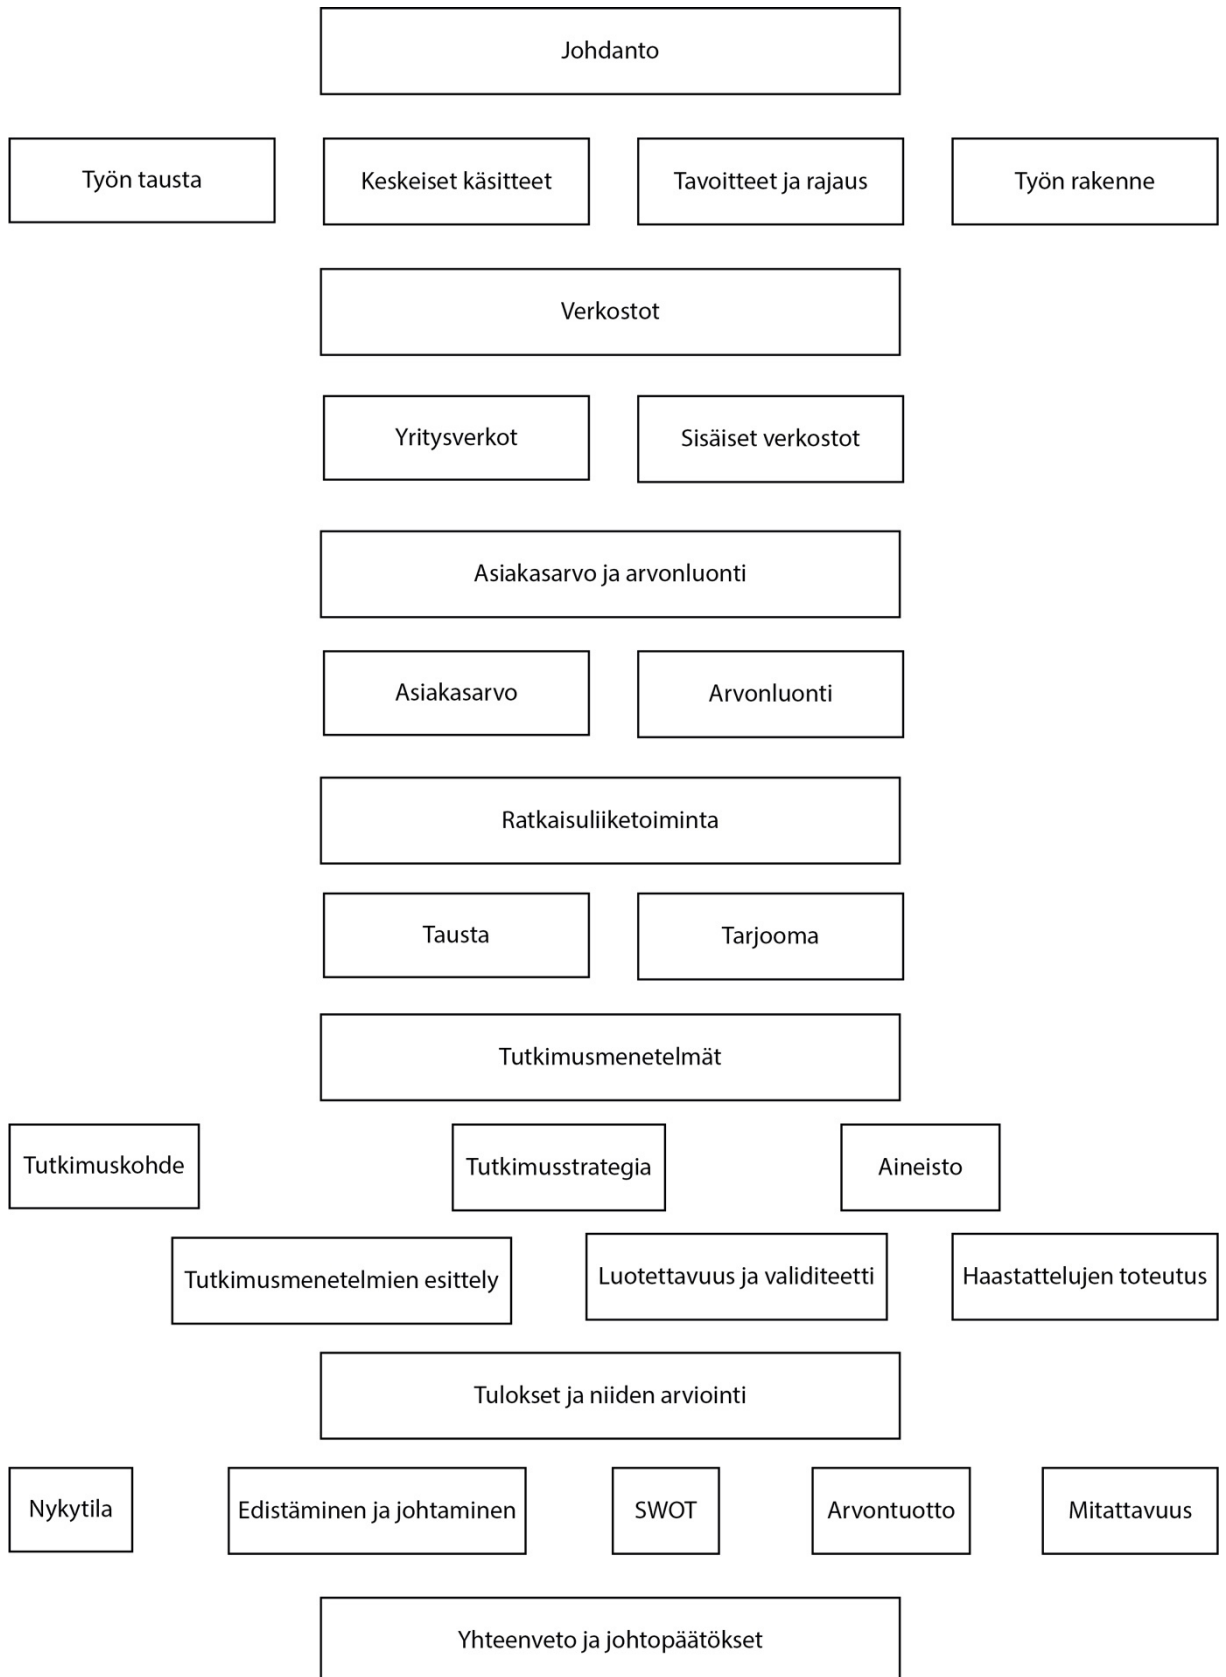 Johdanto
Työn tausta
Keskeiset käsitteet
Tavoitteet ja rajaus
Työn rakenne
Verkostot
Yritysverkot
Sisäiset verkostot
Asiakasarvo ja arvonluonti
Asiakasarvo
Arvonluonti
Ratkaisuliiketoiminta
Tausta
Tarjooma
Tutkimusmenetelmät
Tutkimuskohde
Tutkimusstrategia
Aineisto
Tutkimusmenetelmien esittely
Luotettavuus ja validiteetti
Haastattelujen toteutus
Tulokset ja niiden arviointi
Nykytila
Edistäminen ja johtaminen
SWOT
Arvontuotto
Mitattavuus
Yhteenveto ja johtopäätökset